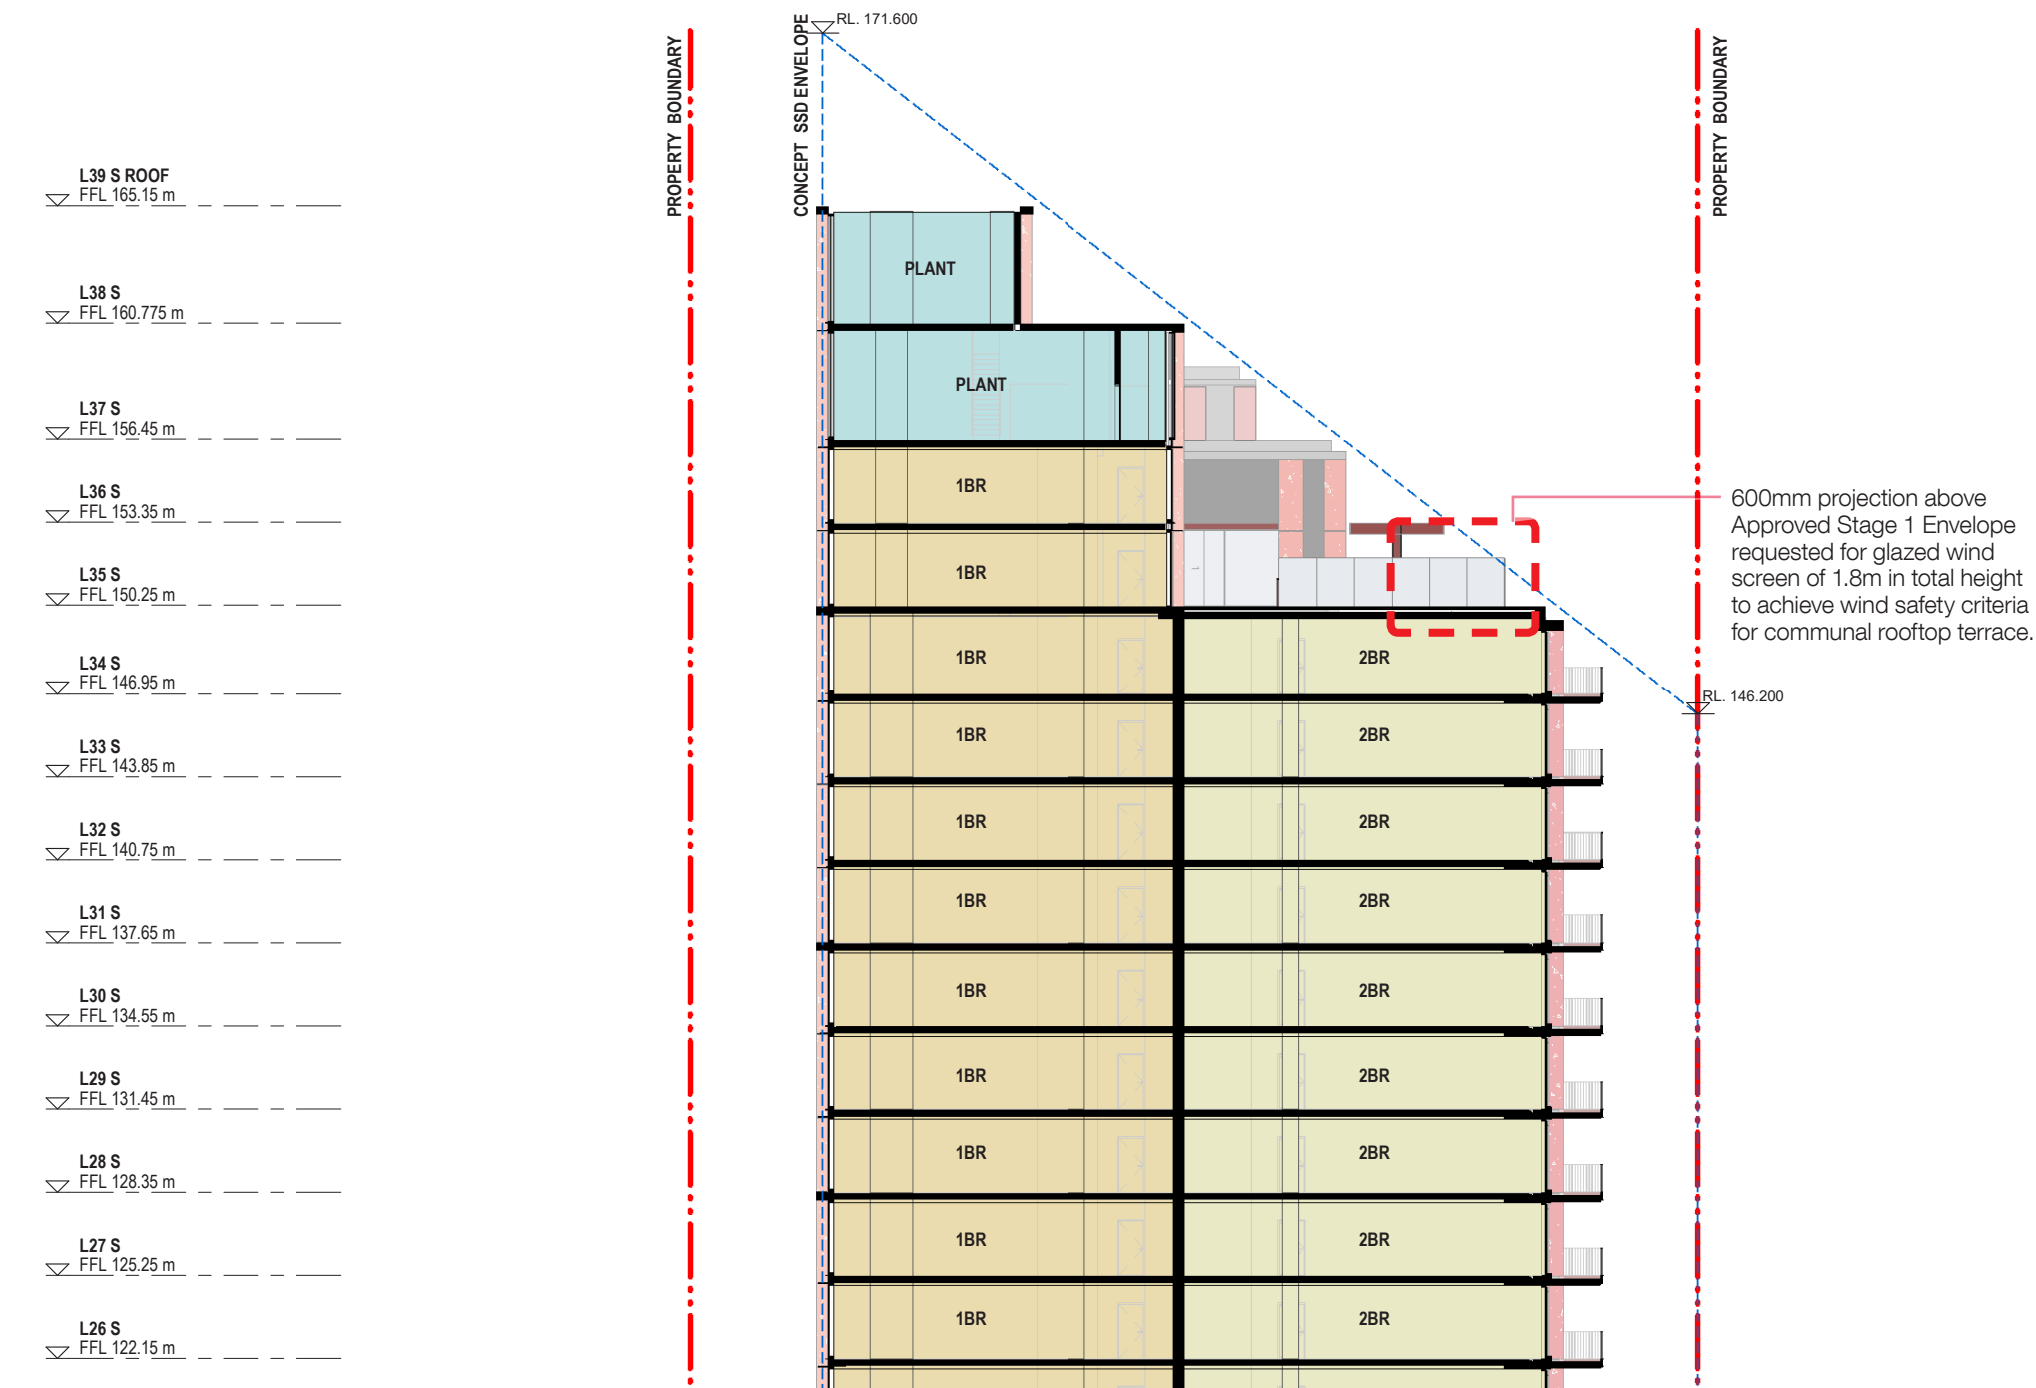 RL. 171.600
PROPERTY BOUNDARY
CONCEPT SSD ENVELOPE
PROPERTY BOUNDARY
L39 S ROOF
FFL 165.15 m
PLANT
L38 S
FFL 160.775 m
PLANT
L37 S
FFL 156.45 m
1BR
L36 S
FFL 153.35 m
600mm projection above
Approved Stage 1 Envelope
requested for glazed wind
screen of 1.8m in total height
to achieve wind safety criteria
for communal rooftop terrace.
1BR
L35 S
FFL 150.25 m
1BR
2BR
L34 S
FFL 146.95 m
RL. 146.200
1BR
2BR
L33 S
FFL 143.85 m
1BR
2BR
L32 S
FFL 140.75 m
1BR
2BR
L31 S
FFL 137.65 m
1BR
2BR
L30 S
FFL 134.55 m
1BR
2BR
L29 S
FFL 131.45 m
1BR
2BR
L28 S
FFL 128.35 m
1BR
2BR
L27 S
FFL 125.25 m
1BR
2BR
L26 S
FFL 122.15 m